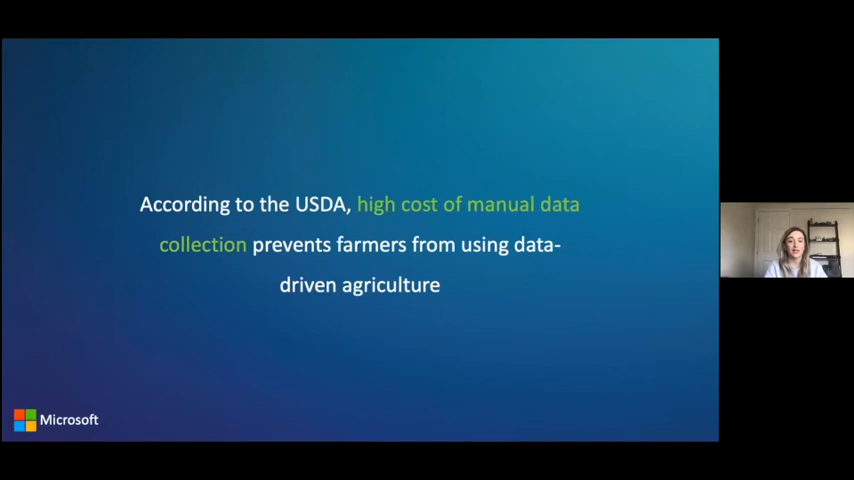 According to the USDA, high cost of manual data
collection prevents farmers from using data-
driven agriculture
Microsoft